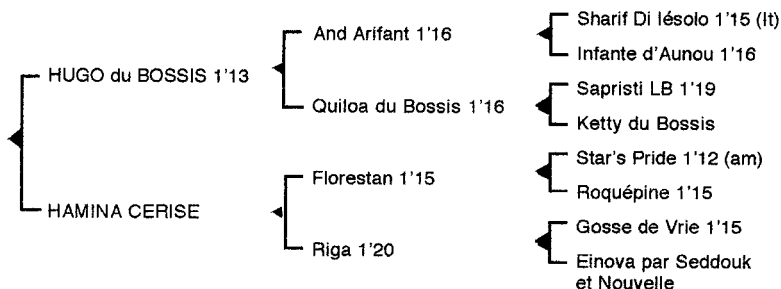 Sharif Di Iésolo 1'15 (It)
And Arifant 1'16
Infante d'Aunou 1'16
HUGO du BOSSIS 1'13
Sapristi LB 1'19
Quiloa du Bossis 1'16
Ketty du Bossis
Star's Pride 1'12 (am)
Florestan 1'15
Roquépine 1'15
HAMINA CERISE
Gosse de Vrie 1'15
Riga 1'20
Einova par Seddouk
et Nouvelle